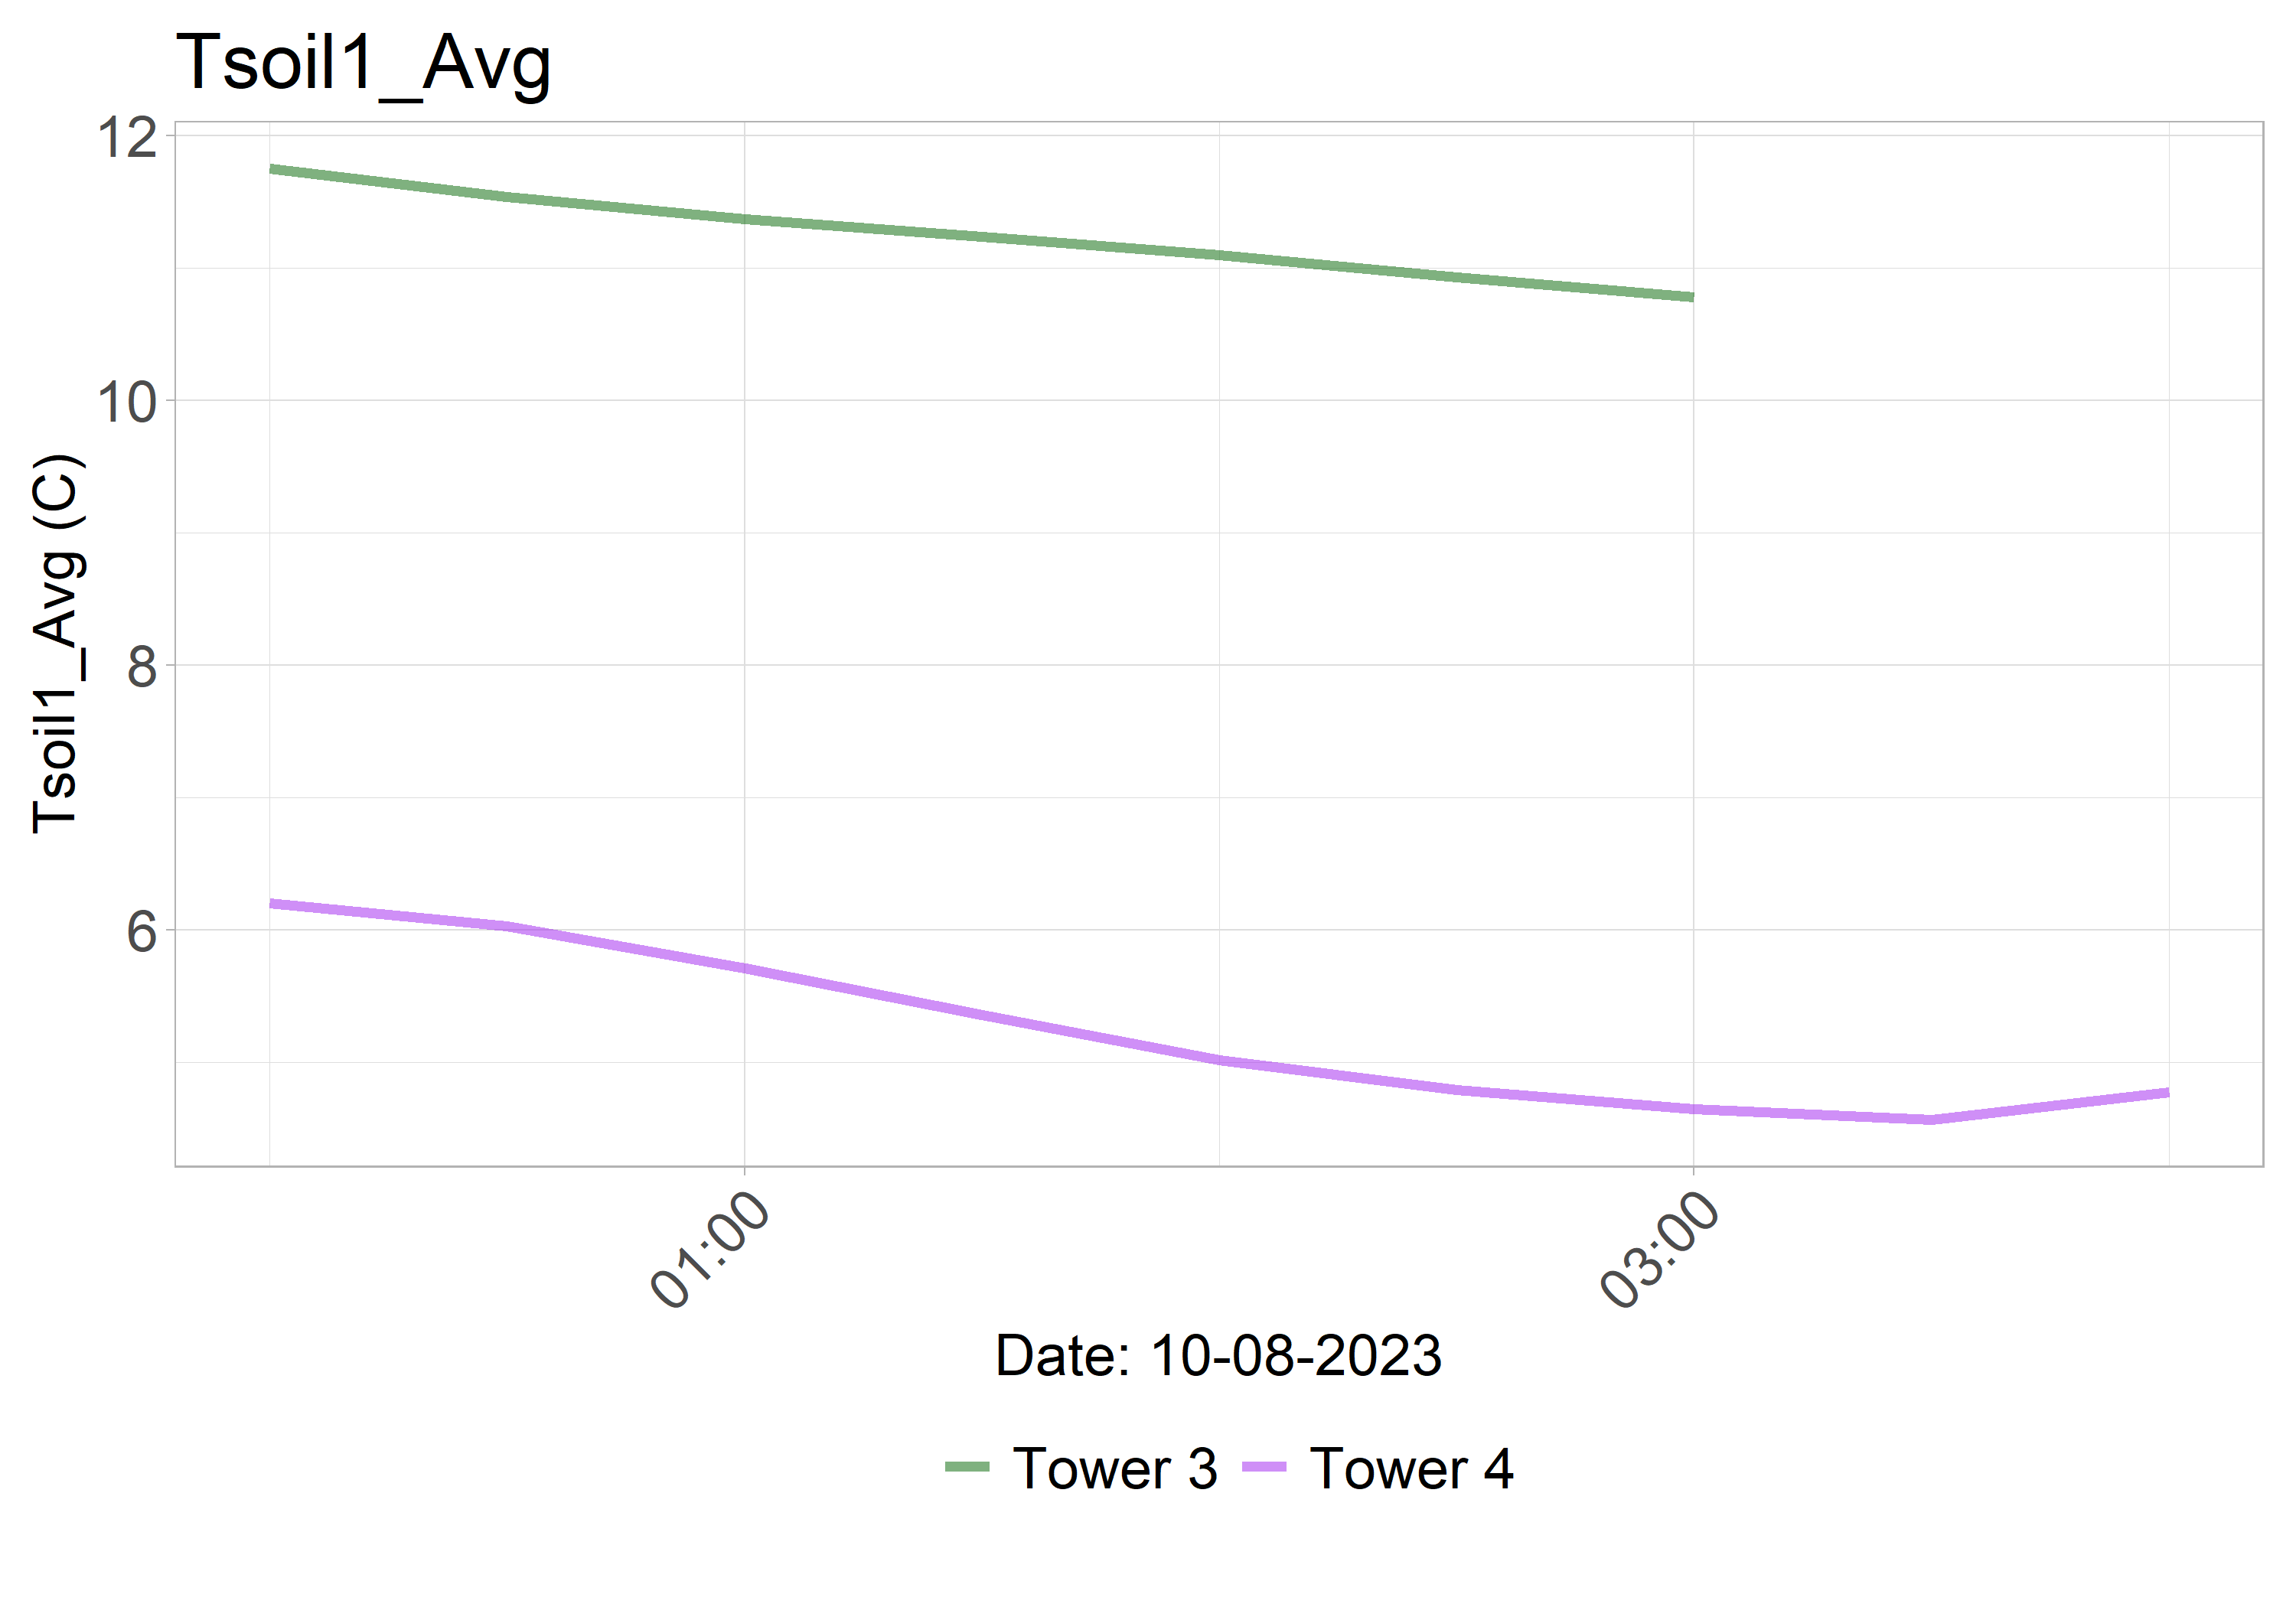 Tsoil1_Avg
12
10
8
6
Tsoil1_Avg (C)
01:00
03:00
Date: 10-08-2023
Tower 3
Tower 4